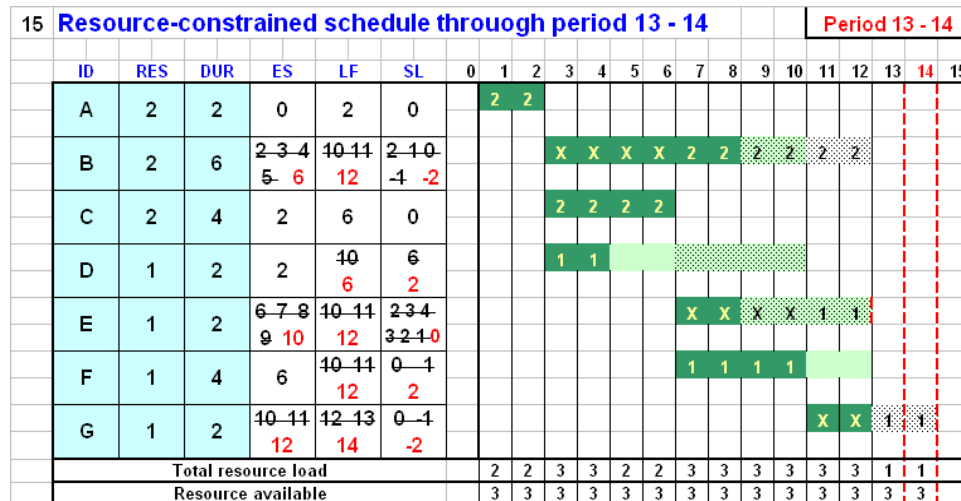 15 Resource-constrained schedule throuogh period 13 - 14 Period 13 - 14
ID RES DUR ES LF SL 0 1 2 3 4 5 6 7 8 9 10 11 12 13 14 15
A 2 2 0 2 0 2 2
B 2 6 2 3 4 5 6 10 11 12 2 1 0 -1 -2 X X X X 2 2 2 2 2 2
C 2 4 2 6 0 2 2 2 2
D 1 2 2 10 6 6 2 1 1
E 1 2 6 7 8 9 10 10 11 12 2 3 4 3 2 1 0 X X X X 1 1
F 1 4 6 10 11 12 0 1 2 1 1 1 1
G 1 2 10 11 12 12 13 14 0 -1 -2 X X 1 1
Total resource load 2 2 3 3 2 2 3 3 3 3 3 3 1 1
Resource available 3 3 3 3 3 3 3 3 3 3 3 3 3 3